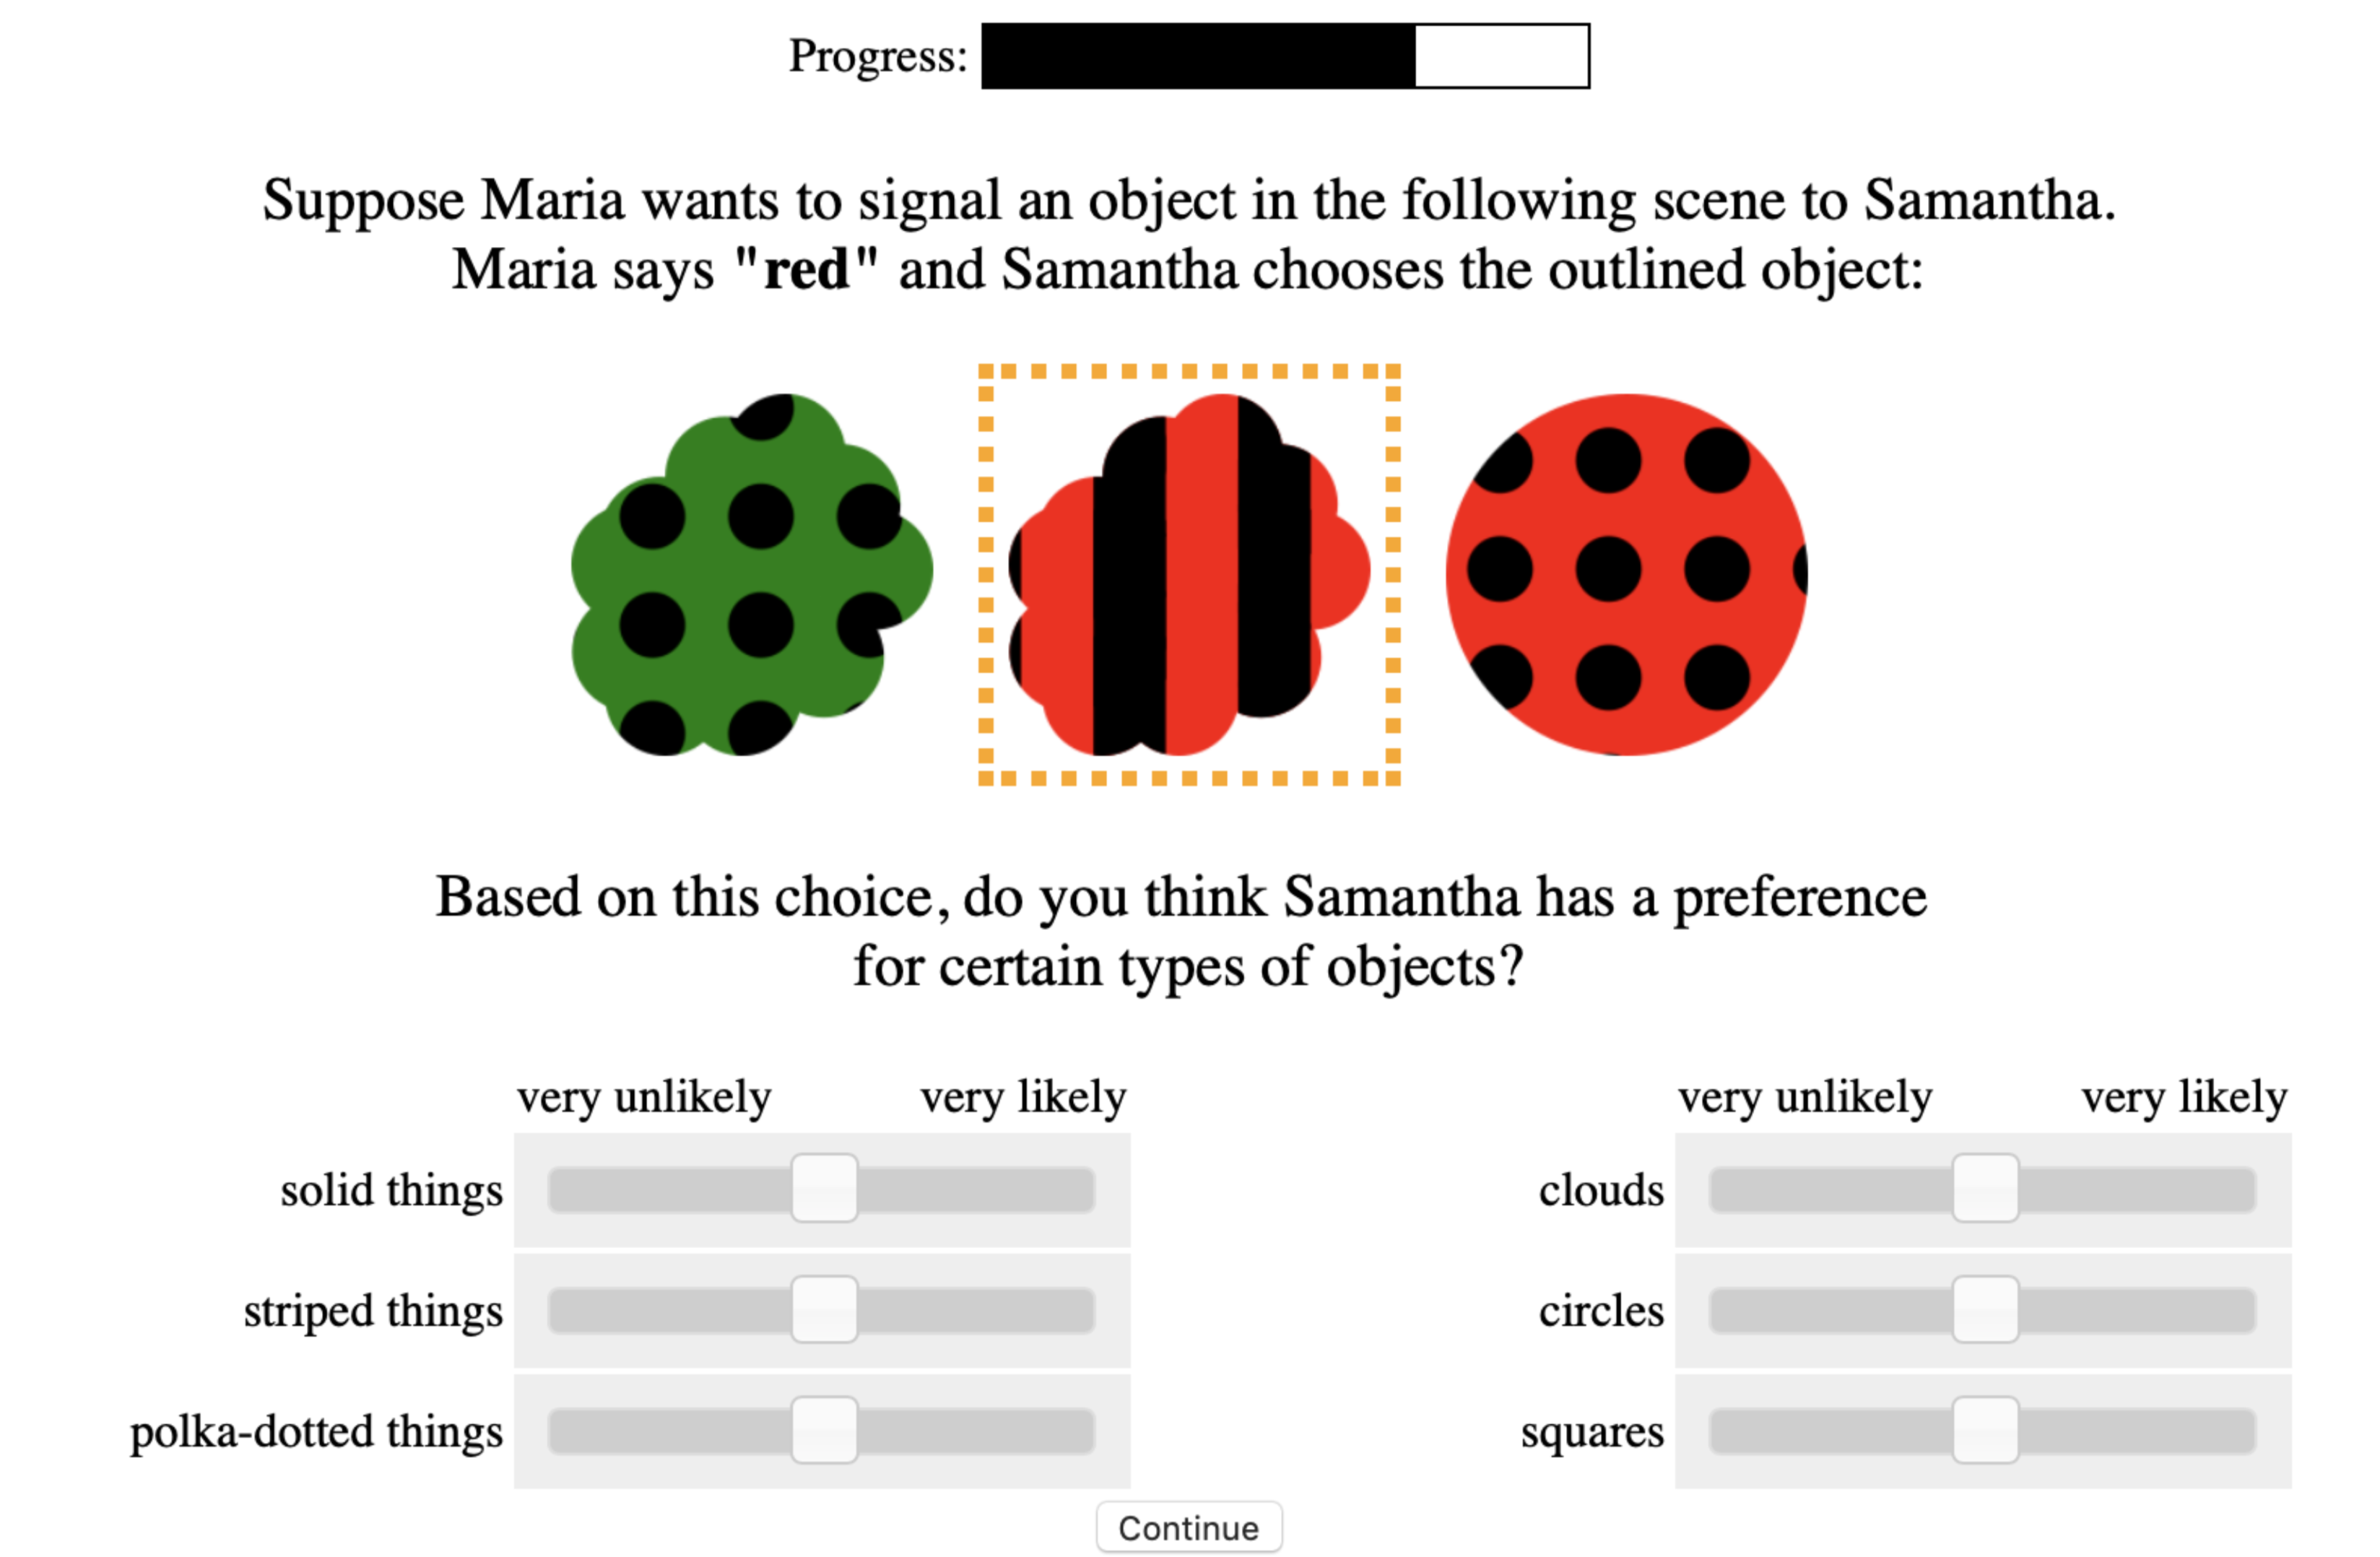 Progress:
Suppose Maria wants to signal an object in the following scene to Samantha.
Maria says "red" and Samantha chooses the outlined object:
Based on this choice, do you think Samantha has a preference
for certain types of objects?
very unlikely very likely
solid things
striped things
polka-dotted things
very unlikely very likely
clouds
circles
squares
Continue